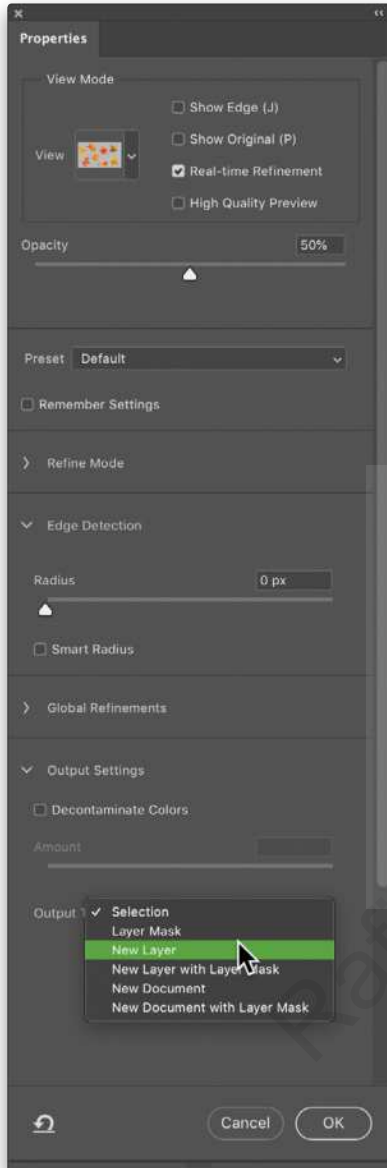 Properties
View Mode
Show Edge (J)
Show Original (P)
View
Real-time Refinement
High Quality Preview
Opacity 50%
Preset Default
Remember Settings
Refine Mode
Edge Detection
Radius 0 px
Smart Radius
Global Refinements
Output Settings
Decontaminate Colors
Amount
Output T
Selection
Layer Mask
New Layer
New Layer with Layer Mask
New Document
New Document with Layer Mask
Cancel OK